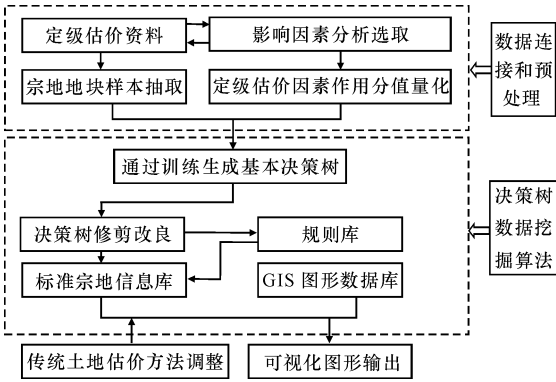 定级估价资料
影响因素分析选取
宗地地块样本抽取
定级估价因素作用分值量化
数据连
接和预
处理
通过训练生成基本决策树
决策树修剪改良
规则库
标准宗地信息库
GIS 图形数据库
决策树
数据挖
掘算法
传统土地估价方法调整
可视化图形输出